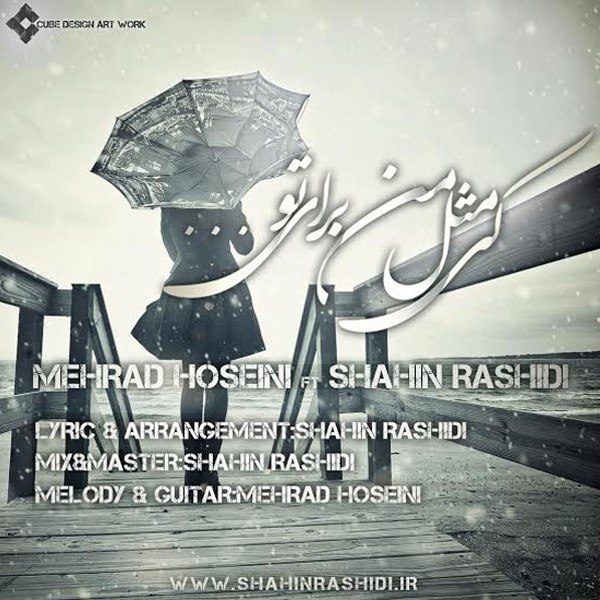 CUBE DESIGN ART WORK
کی مثل من برای تو ...
MEHRAD HOSEINI FT SHAHIN RASHIDI
LYRIC & ARRANGEMENT:SHAHIN RASHIDI
MIX&MASTER:SHAHIN RASHIDI
MELODY & GUITAR:MEHRAD HOSEINI
WWW.SHAHINRASHIDI.IR